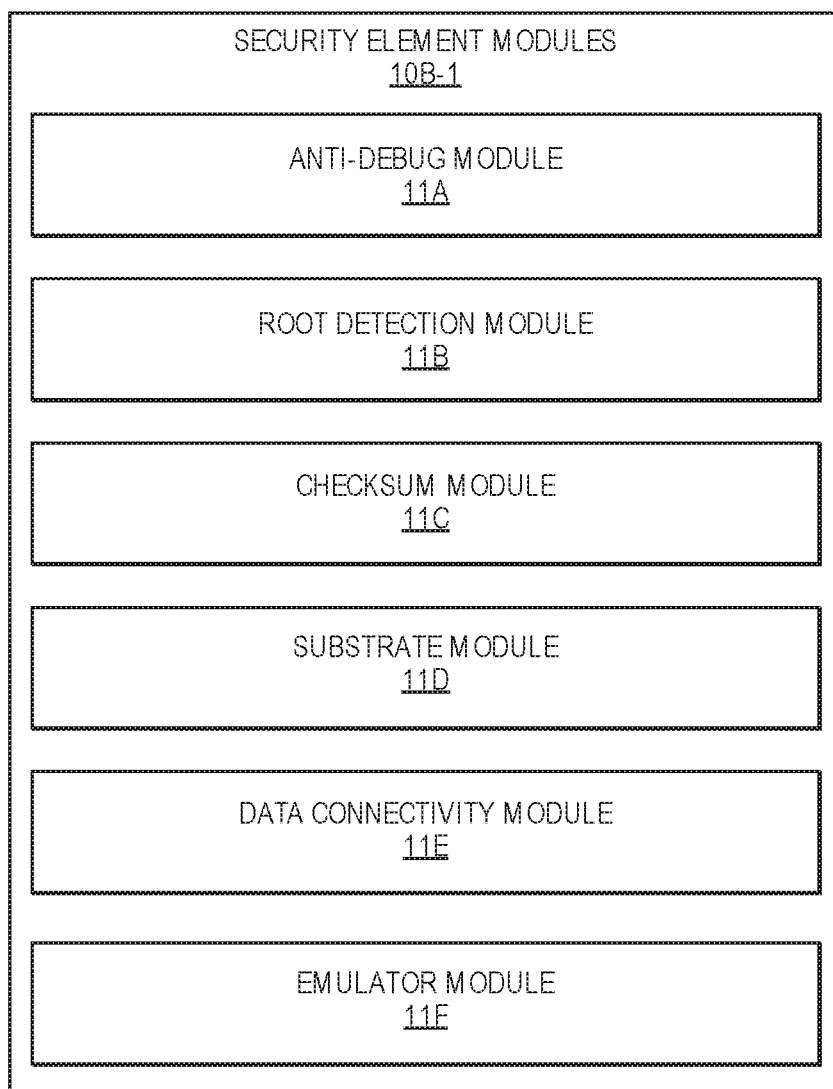 SECURITY ELEMENT MODULES
10B-1
ANTI-DEBUG MODULE
11A
ROOT DETECTION MODULE
11B
CHECKSUM MODULE
11C
SUBSTRATE MODULE
11D
DATA CONNECTIVITY MODULE
11E
EMULATOR MODULE
11F